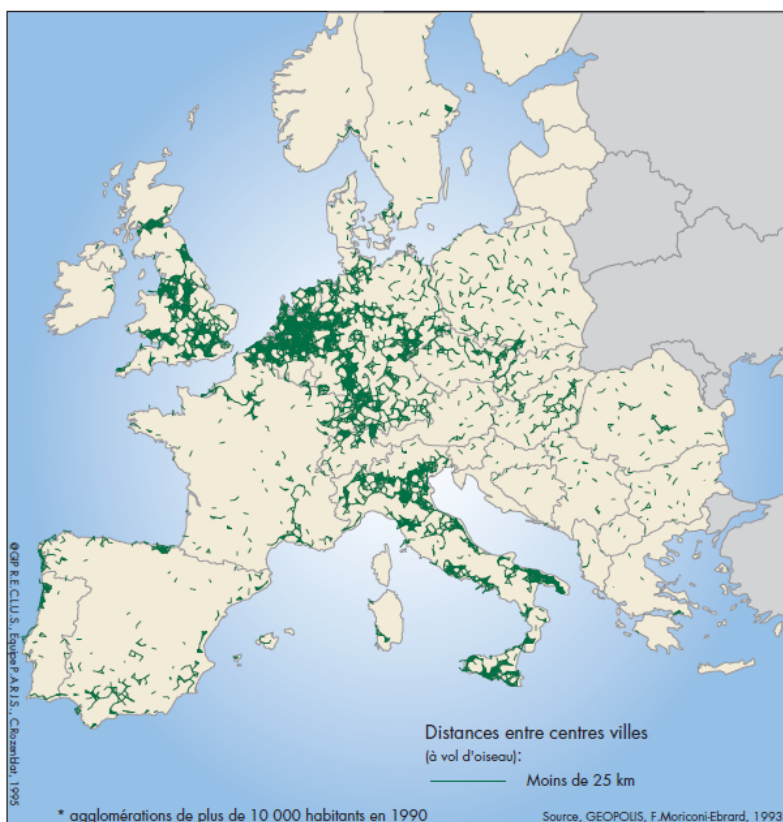 Distances entre centres villes
(à vol d'oiseau):
Moins de 25 km
* agglomérations de plus de 10 000 habitants en 1990
Source, GEOPOLIS, F.Moriconi-Ebrard, 1993
©GIP R.E.C.L.U.S., Equipe P.A.R.I.S., C.Rozenblat, 1995